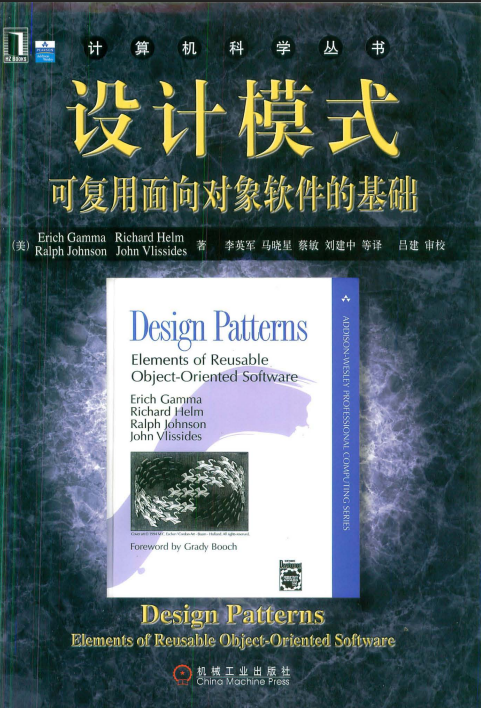 HZ BOOKS
计算机科学丛书
设计模式
可复用面向对象软件的基础
(美) Erich Gamma Richard Helm
Ralph Johnson John Vlissides 著 李英军 马晓星 蔡敏 刘建中 等译 吕建 审校
Design Patterns
Elements of Reusable
Object-Oriented Software
Erich Gamma
Richard Helm
Ralph Johnson
John Vlissides
Foreword by Grady Booch
ADDISON-WESLEY PROFESSIONAL COMPUTING SERIES
Design Patterns
Elements of Reusable Object-Oriented Software
机械工业出版社
China Machine Press